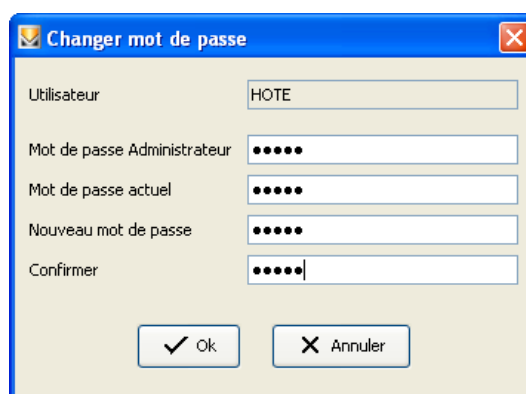 Changer mot de passe
Utilisateur HOTE
Mot de passe Administrateur •••••
Mot de passe actuel •••••
Nouveau mot de passe •••••
Confirmer •••••
Ok Annuler